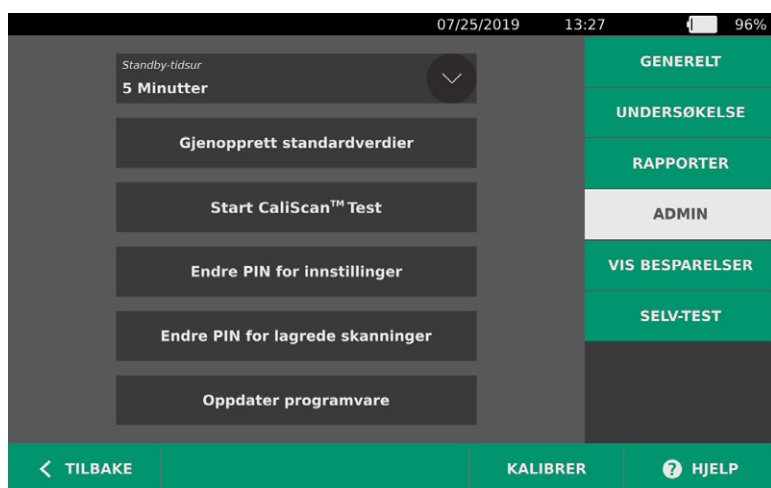 07/25/2019 13:27 96%
Standby-tidsur
5 Minutter
Gjenopprett standardverdier
Start CaliScan™ Test
Endre PIN for innstillinger
Endre PIN for lagrede skanninger
Oppdater programvare
GENERELT
UNDERSØKELSE
RAPPORTER
ADMIN
VIS BESPARELSER
SELV-TEST
TILBAKE
KALIBRER
? HJELP